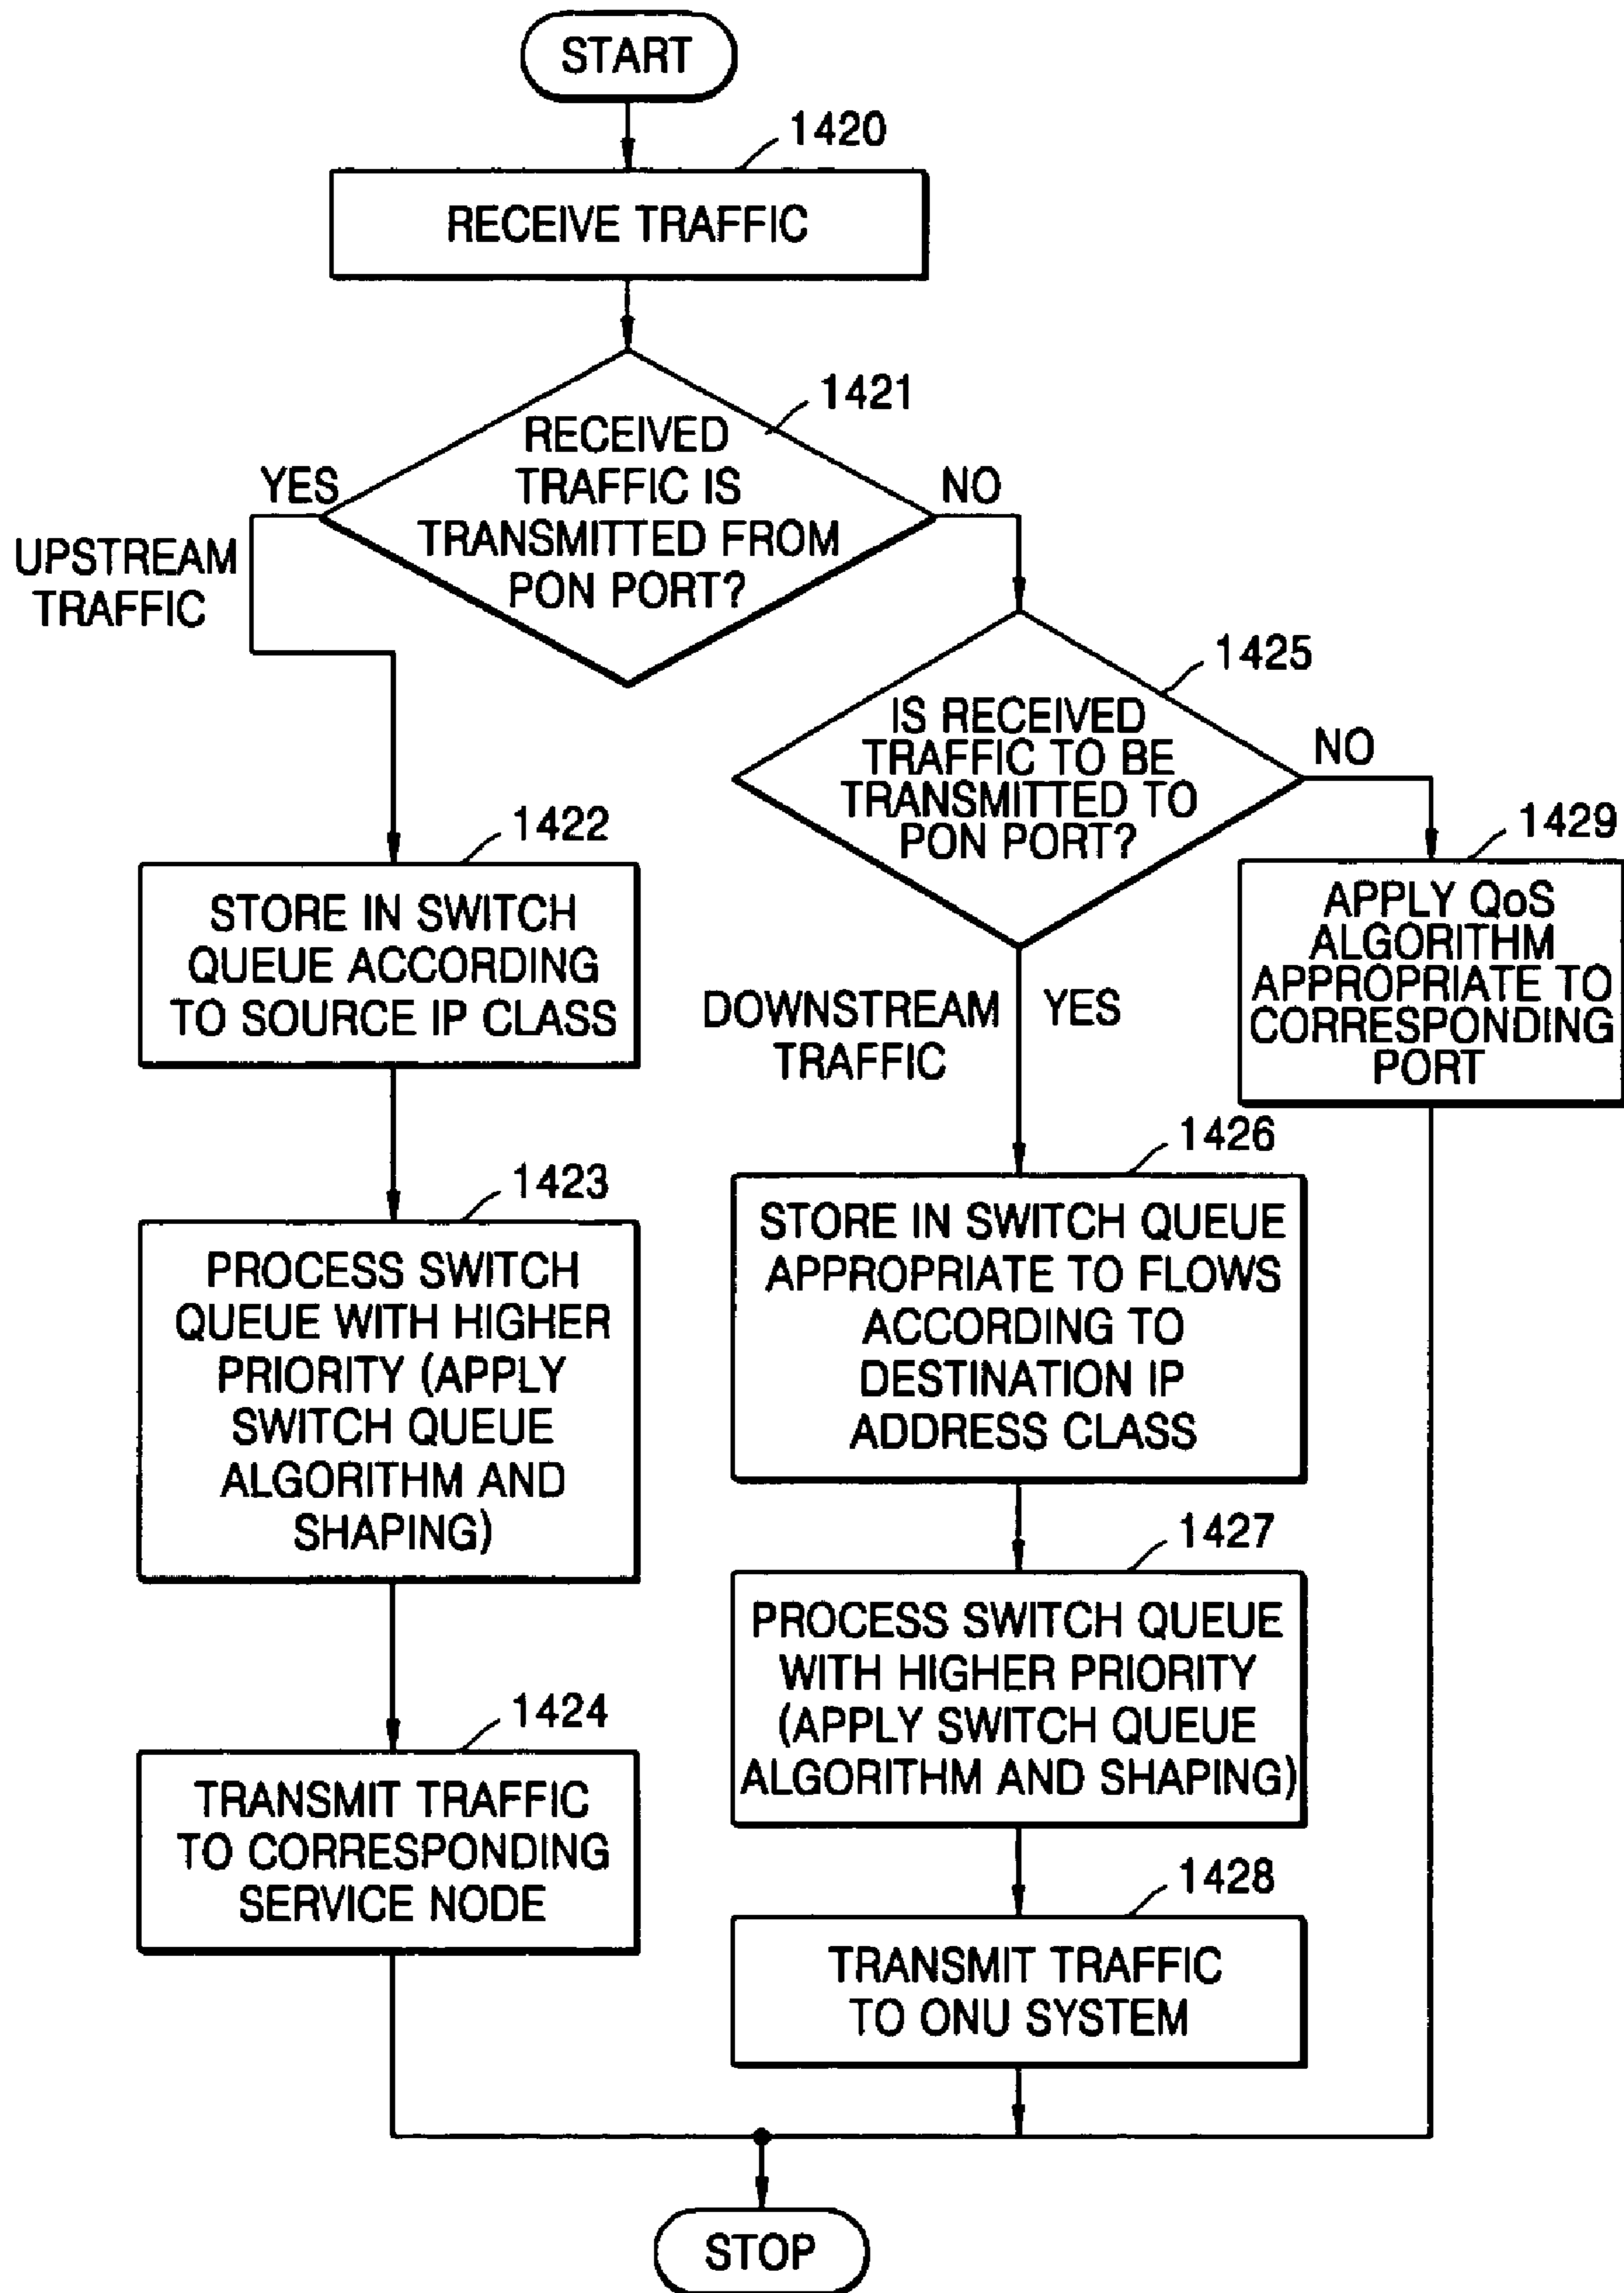 START
1420
RECEIVE TRAFFIC
1421
RECEIVED
TRAFFIC IS
TRANSMITTED FROM
PON PORT?
YES
NO
UPSTREAM
TRAFFIC
1425
IS RECEIVED
TRAFFIC TO BE
TRANSMITTED TO
PON PORT?
NO
1422
STORE IN SWITCH
QUEUE ACCORDING
TO SOURCE IP CLASS
1429
APPLY QoS
ALGORITHM
APPROPRIATE TO
CORRESPONDING
PORT
DOWNSTREAM
TRAFFIC
YES
1423
PROCESS SWITCH
QUEUE WITH HIGHER
PRIORITY (APPLY
SWITCH QUEUE
ALGORITHM AND
SHAPING)
1426
STORE IN SWITCH QUEUE
APPROPRIATE TO FLOWS
ACCORDING TO
DESTINATION IP
ADDRESS CLASS
1427
PROCESS SWITCH QUEUE
WITH HIGHER PRIORITY
(APPLY SWITCH QUEUE
ALGORITHM AND SHAPING)
1424
TRANSMIT TRAFFIC
TO CORRESPONDING
SERVICE NODE
1428
TRANSMIT TRAFFIC
TO ONU SYSTEM
STOP